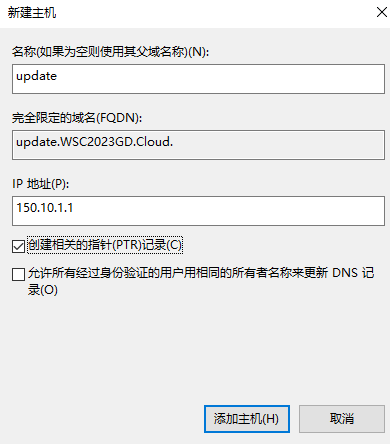 新建主机
名称(如果为空则使用其父域名称)(N):
update
完全限定的域名(FQDN):
update.WSC2023GD.Cloud.
IP 地址(P):
150.10.1.1
创建相关的指针(PTR)记录(C)
允许所有经过身份验证的用户用相同的所有者名称来更新 DNS 记
录(O)
添加主机(H)
取消